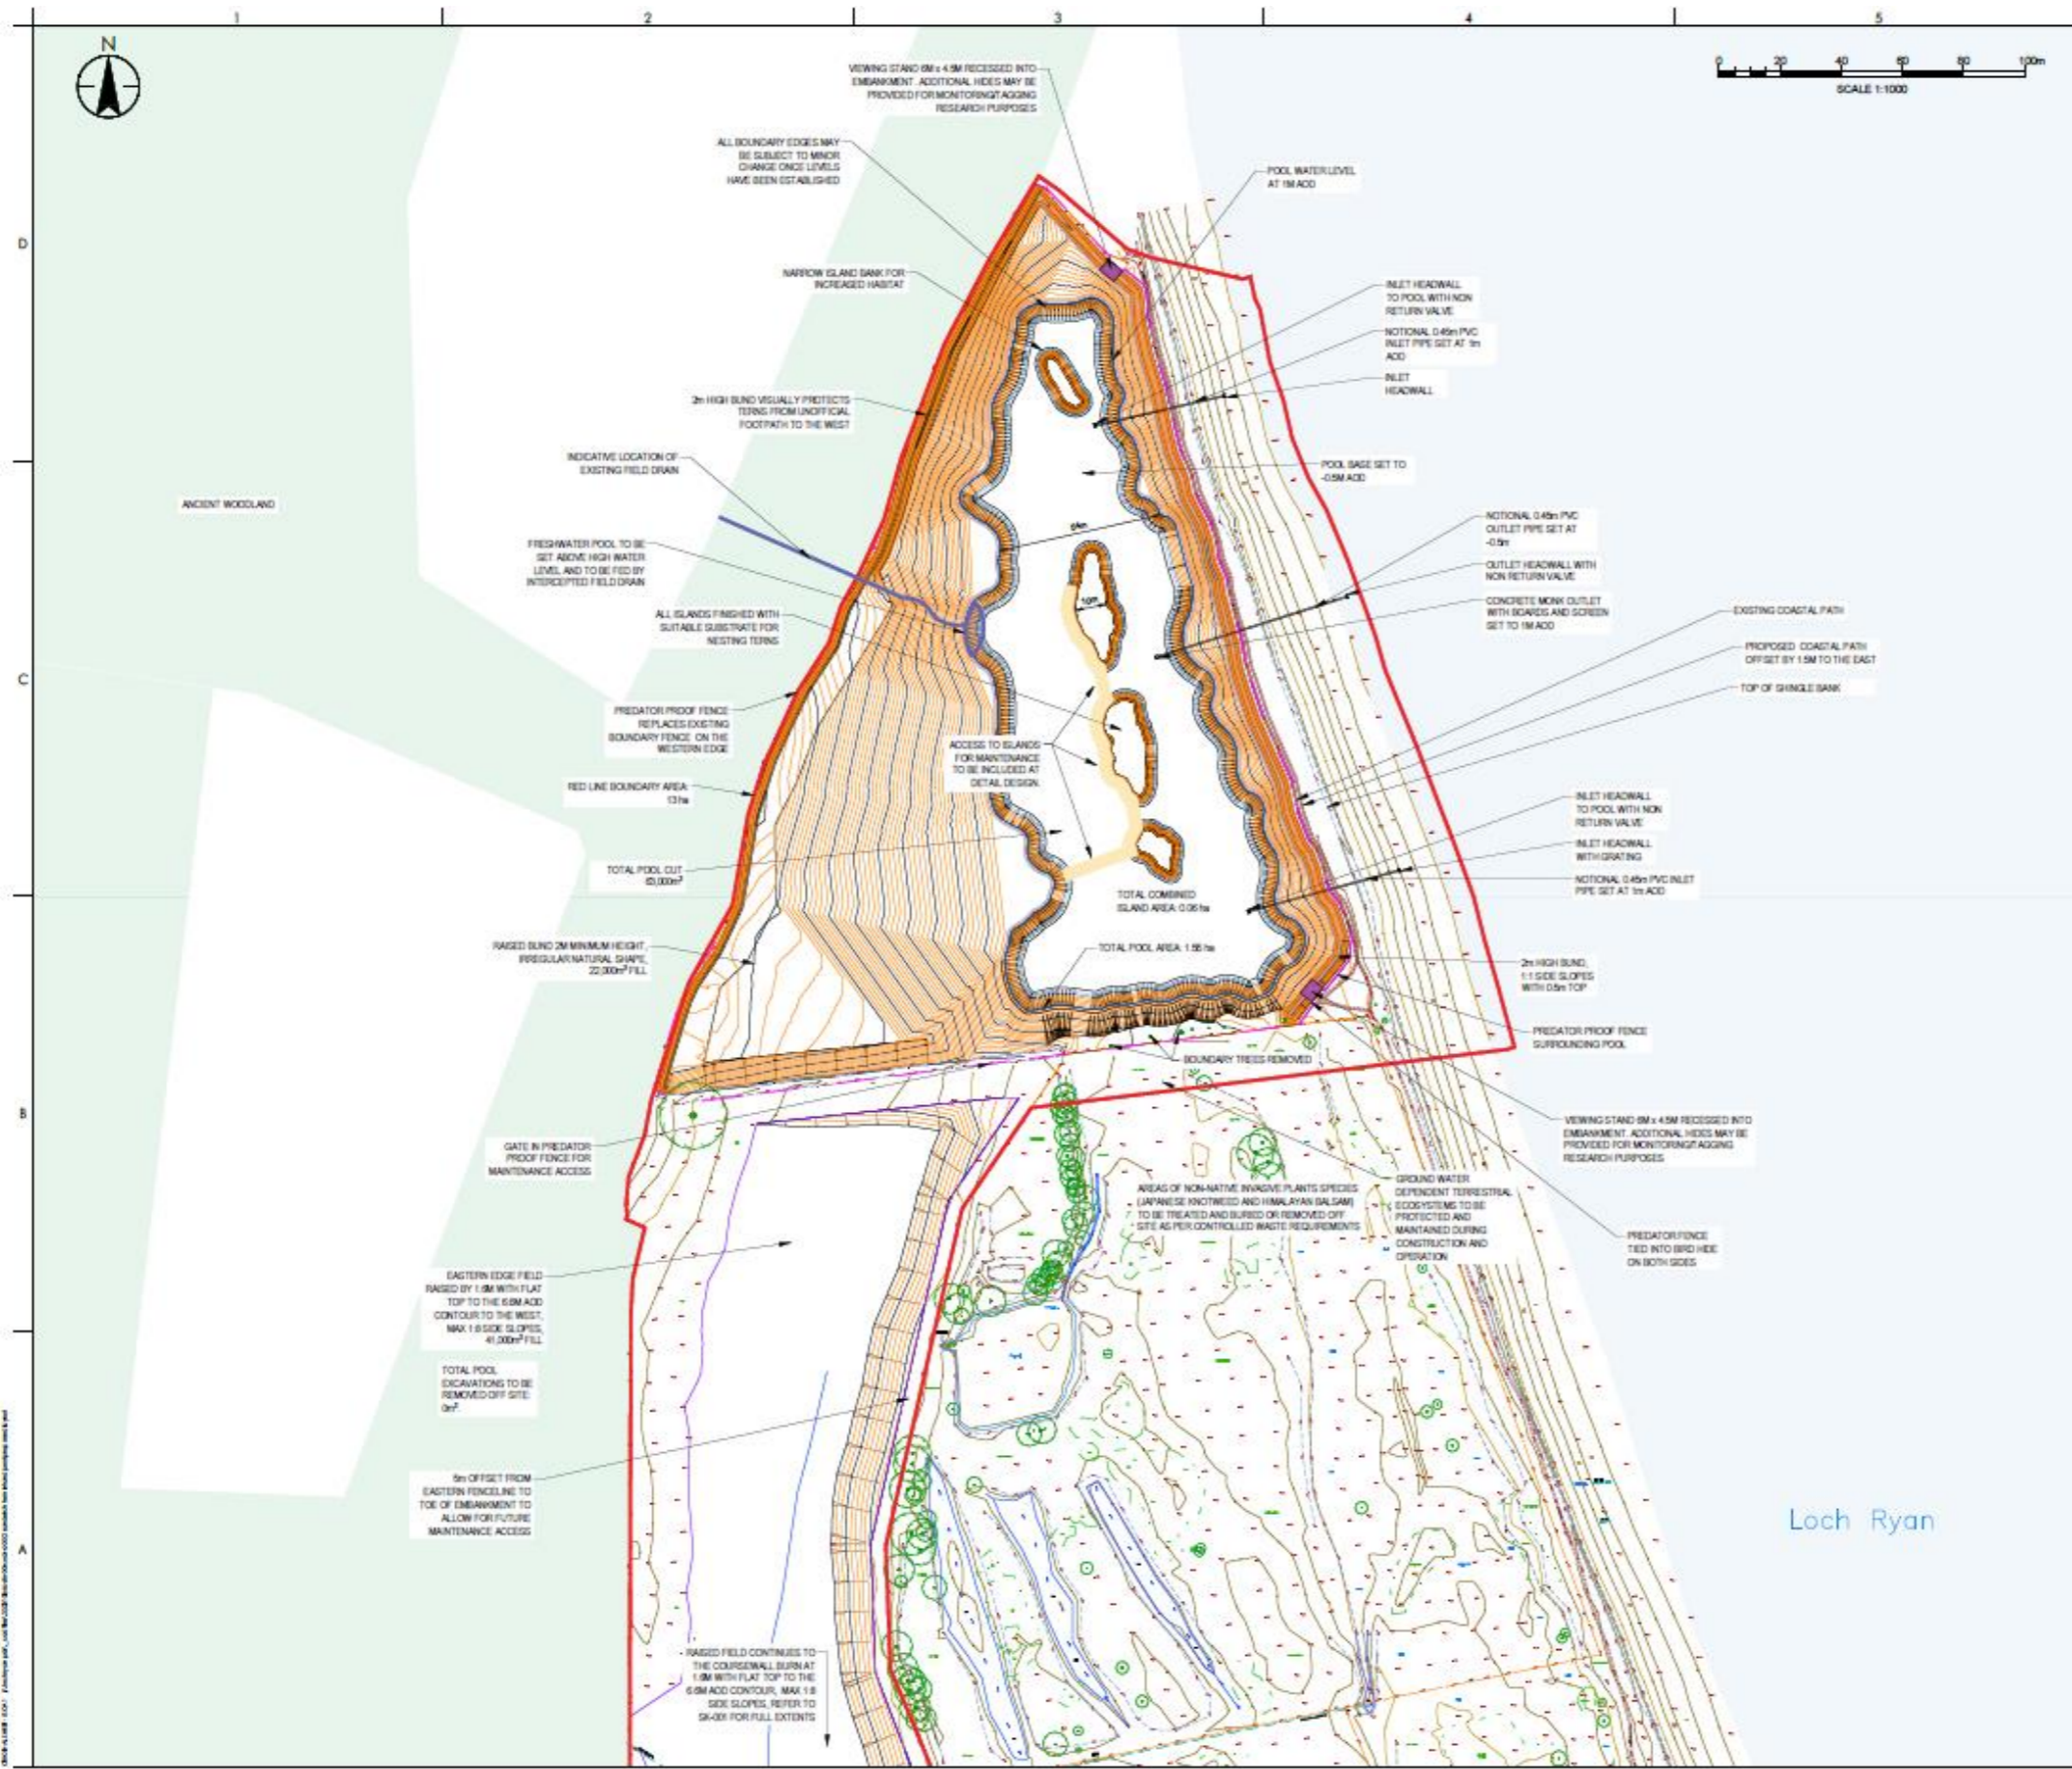 1
2
3
4
5
N
0
20
40
60
80
100m
SCALE 1:1000
VIEWING STAND 6M x 4.5M RECESSED INTO
EMBANKMENT. ADDITIONAL HIDES MAY BE
PROVIDED FOR MONITORING/TAGGING
RESEARCH PURPOSES
ALL BOUNDARY EDGES MAY
BE SUBJECT TO MINOR
CHANGE ONCE LEVELS
HAVE BEEN ESTABLISHED
POOL WATER LEVEL
AT 1M AOD
D
NARROW ISLAND BANK FOR
INCREASED HABITAT
INLET HEADWALL
TO POOL WITH NON
RETURN VALVE
NOTIONAL 0.45m PVC
INLET PIPE SET AT 1m
AOD
INLET
HEADWALL
2m HIGH BUND VISUALLY PROTECTS
TERNS FROM UNOFFICIAL
FOOTPATH TO THE WEST
INDICATIVE LOCATION OF
EXISTING FIELD DRAIN
POOL BASE SET TO
-0.5M AOD
ANCIENT WOODLAND
64m
NOTIONAL 0.45m PVC
OUTLET PIPE SET AT
-0.5m
FRESHWATER POOL TO BE
SET ABOVE HIGH WATER
LEVEL AND TO BE FED BY
INTERCEPTED FIELD DRAIN
OUTLET HEADWALL WITH
NON RETURN VALVE
10m
CONCRETE MONK OUTLET
WITH BOARDS AND SCREEN
SET TO 1M AOD
ALL ISLANDS FINISHED WITH
SUITABLE SUBSTRATE FOR
NESTING TERNS
EXISTING COASTAL PATH
PROPOSED COASTAL PATH
OFFSET BY 1.5M TO THE EAST
C
TOP OF SHINGLE BANK
PREDATOR PROOF FENCE
REPLACES EXISTING
BOUNDARY FENCE ON THE
WESTERN EDGE
ACCESS TO ISLANDS
FOR MAINTENANCE
TO BE INCLUDED AT
DETAIL DESIGN.
RED LINE BOUNDARY AREA:
13 ha
INLET HEADWALL
TO POOL WITH NON
RETURN VALVE
INLET HEADWALL
WITH GRATING
TOTAL POOL CUT
63,000m³
NOTIONAL 0.45m PVC INLET
PIPE SET AT 1m AOD
TOTAL COMBINED
ISLAND AREA: 0.06 ha
RAISED BUND 2M MINIMUM HEIGHT,
IRREGULAR NATURAL SHAPE,
22,000m³ FILL
TOTAL POOL AREA: 1.56 ha
2m HIGH BUND,
1:1 SIDE SLOPES
WITH 0.5m TOP
PREDATOR PROOF FENCE
SURROUNDING POOL
BOUNDARY TREES REMOVED
B
GATE IN PREDATOR
PROOF FENCE FOR
MAINTENANCE ACCESS
VIEWING STAND 6M x 4.5M RECESSED INTO
EMBANKMENT. ADDITIONAL HIDES MAY BE
PROVIDED FOR MONITORING/TAGGING
RESEARCH PURPOSES
AREAS OF NON-NATIVE INVASIVE PLANTS SPECIES
(JAPANESE KNOTWEED AND HIMALAYAN BALSAM)
TO BE TREATED AND BURIED OR REMOVED OFF
SITE AS PER CONTROLLED WASTE REQUIREMENTS
GROUND WATER
DEPENDENT TERRESTRIAL
ECOSYSTEMS TO BE
PROTECTED AND
MAINTAINED DURING
CONSTRUCTION AND
OPERATION
PREDATOR FENCE
TIED INTO BIRD HIDE
ON BOTH SIDES
EASTERN EDGE FIELD
RAISED BY 1.6M WITH FLAT
TOP TO THE 6.6M AOD
CONTOUR TO THE WEST,
MAX 1:8 SIDE SLOPES,
41,000m³ FILL
TOTAL POOL
EXCAVATIONS TO BE
REMOVED OFF SITE:
0m³
5m OFFSET FROM
EASTERN FENCELINE TO
TOE OF EMBANKMENT TO
ALLOW FOR FUTURE
MAINTENANCE ACCESS
Loch Ryan
A
RAISED FIELD CONTINUES TO
THE COURSEWALL BURN AT
1.6M WITH FLAT TOP TO THE
6.6M AOD CONTOUR, MAX 1:8
SIDE SLOPES, REFER TO
SK-001 FOR FULL EXTENTS